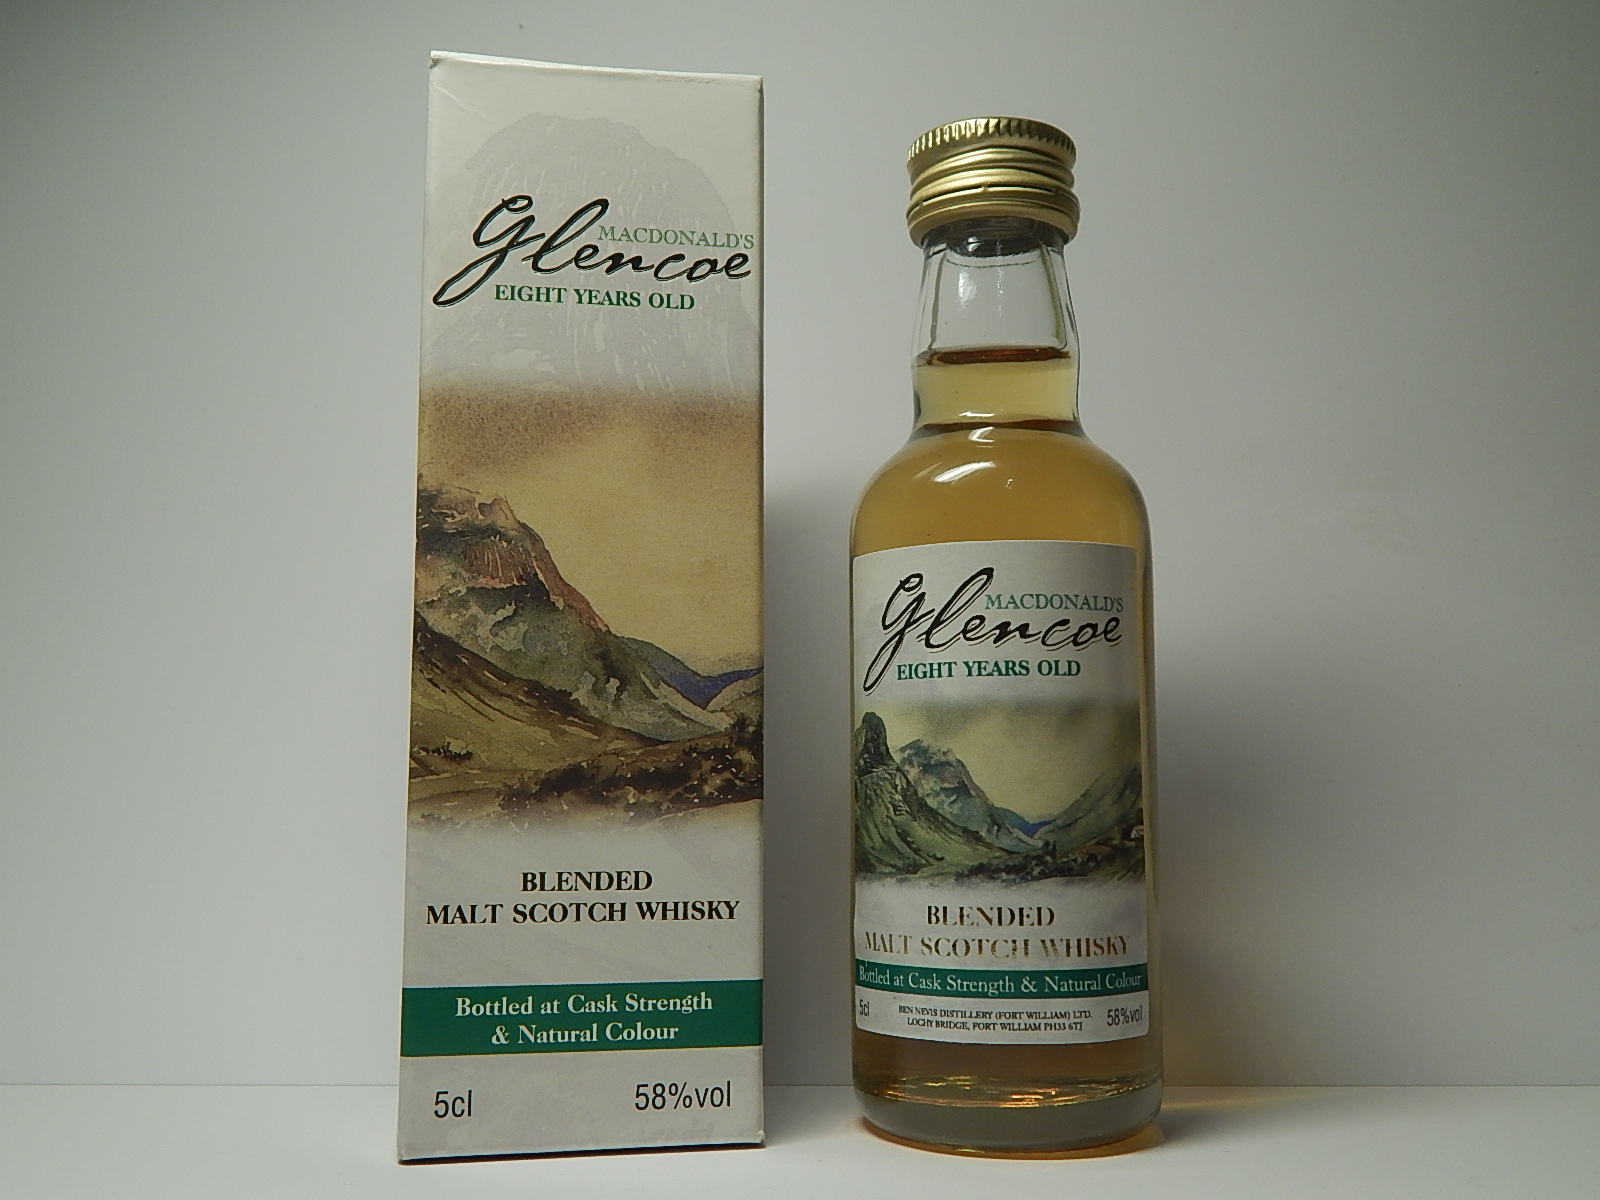 MACDONALD'S
Glencoe
EIGHT YEARS OLD
BLENDED
MALT SCOTCH WHISKY
Bottled at Cask Strength
& Natural Colour
5cl 58%vol
MACDONALD'S
Glencoe
EIGHT YEARS OLD
BLENDED
MALT SCOTCH WHISKY
Bottled at Cask Strength & Natural Colour
5cl BEN NEVIS DISTILLERY (FORT WILLIAM) LTD. 58%vol
LOCHY BRIDGE, FORT WILLIAM PH33 6TJ